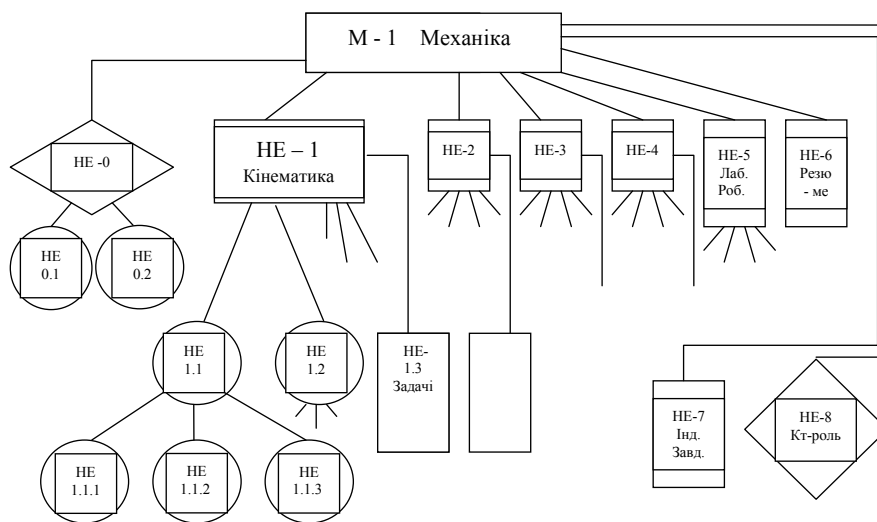 М - 1 Механіка
НЕ -0
НЕ – 1
Кінематика
НЕ-2
НЕ-3
НЕ-4
НЕ-5
Лаб.
Роб.
НЕ-6
Резю
- ме
НЕ
0.1
НЕ
0.2
НЕ
1.1
НЕ
1.2
НЕ-
1.3
Задачі
НЕ-7
Інд.
Завд.
НЕ-8
Кт-роль
НЕ
1.1.1
НЕ
1.1.2
НЕ
1.1.3